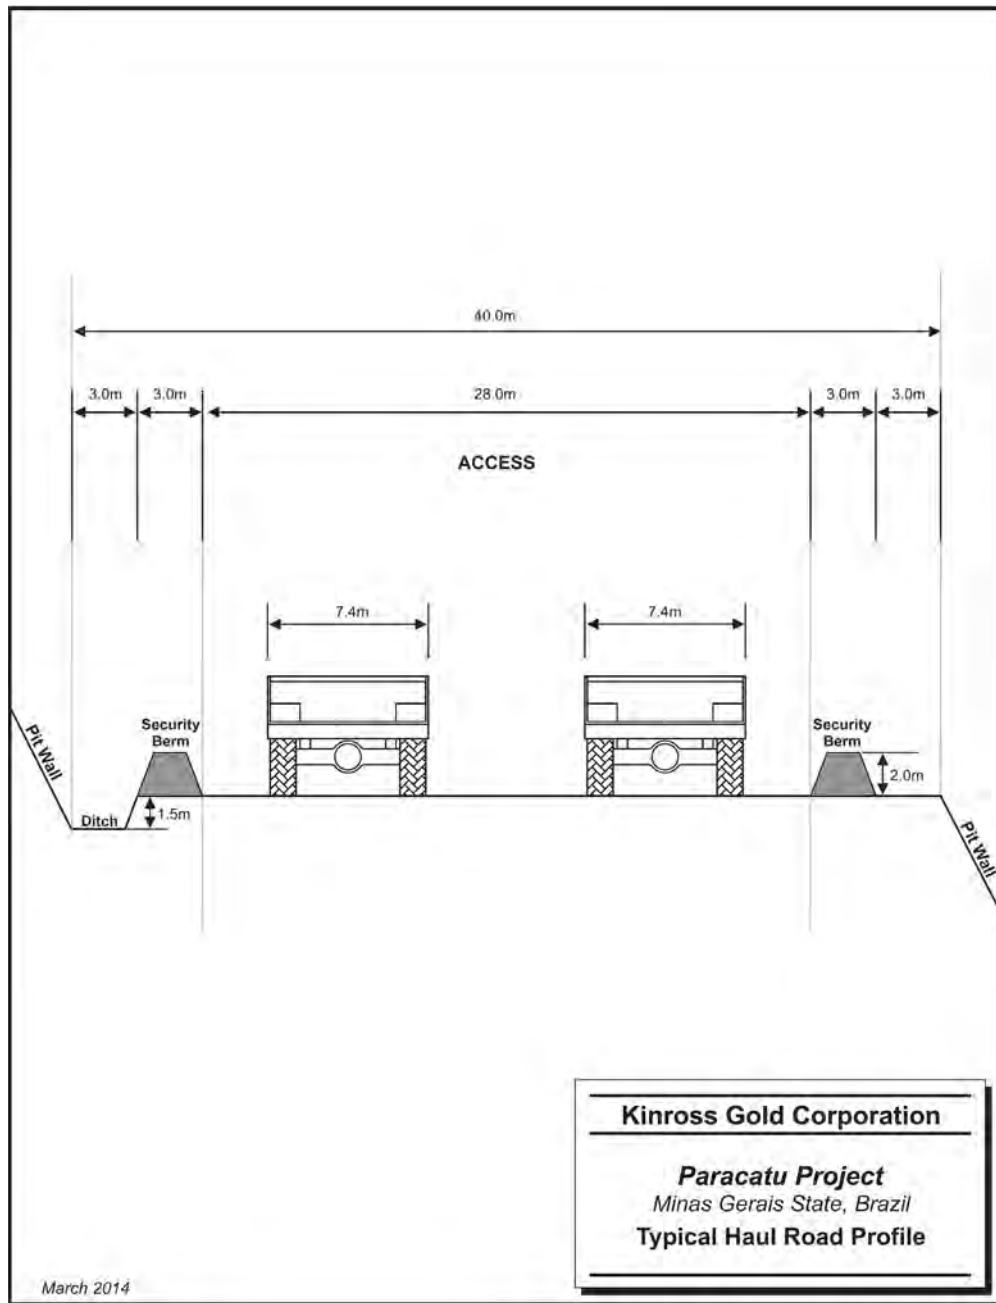 40.0m
3.0m 3.0m 28.0m 3.0m 3.0m
ACCESS
7.4m 7.4m
Pit Wall
Security
Berm
Security
Berm
2.0m
Ditch
1.5m
Pit Wall
Kinross Gold Corporation
Paracatu Project
Minas Gerais State, Brazil
Typical Haul Road Profile
March 2014